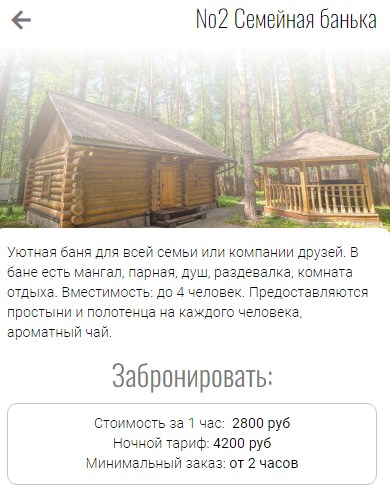 №2 Семейная банька
Уютная баня для всей семьи или компании друзей. В
бане есть мангал, парная, душ, раздевалка, комната
отдыха. Вместимость: до 4 человек. Предоставляются
простыни и полотенца на каждого человека,
ароматный чай.
Забронировать:
Стоимость за 1 час: 2800 руб
Ночной тариф: 4200 руб
Минимальный заказ: от 2 часов